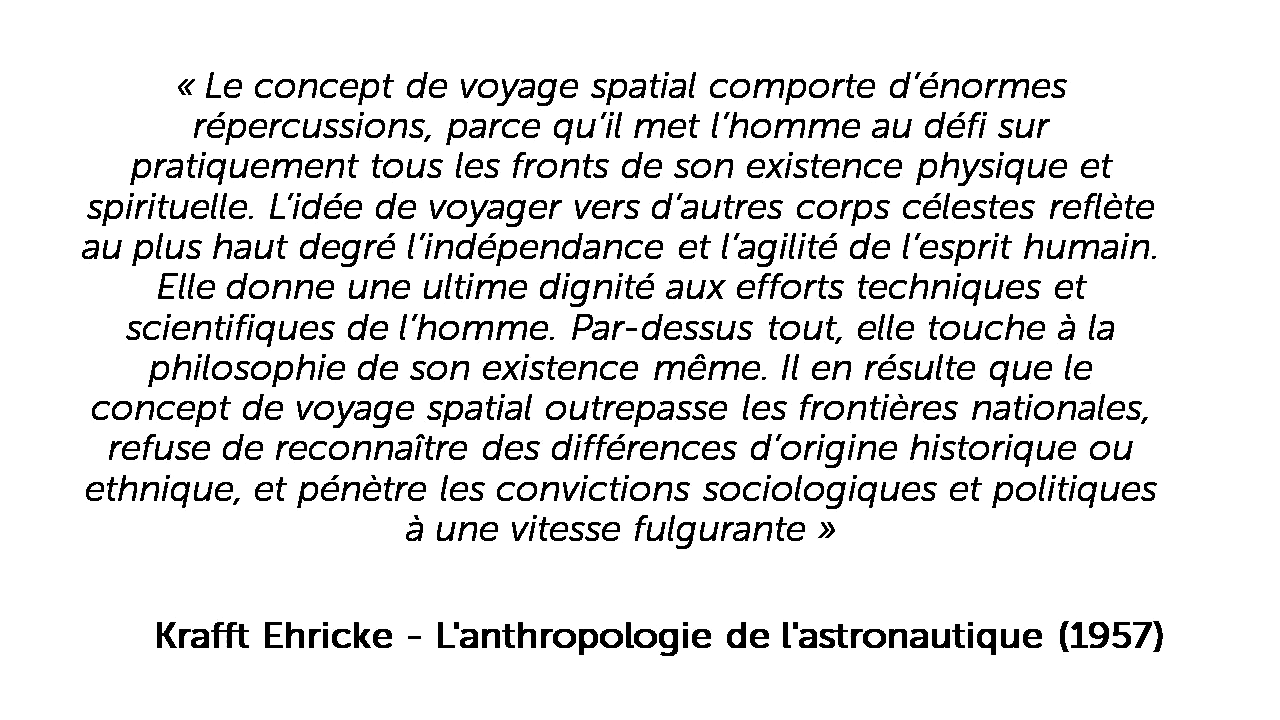 « Le concept de voyage spatial comporte d’énormes
répercussions, parce qu’il met l’homme au défi sur
pratiquement tous les fronts de son existence physique et
spirituelle. L’idée de voyager vers d’autres corps célestes reflète
au plus haut degré l’indépendance et l’agilité de l’esprit humain.
Elle donne une ultime dignité aux efforts techniques et
scientifiques de l’homme. Par-dessus tout, elle touche à la
philosophie de son existence même. Il en résulte que le
concept de voyage spatial outrepasse les frontières nationales,
refuse de reconnaître des différences d’origine historique ou
ethnique, et pénètre les convictions sociologiques et politiques
à une vitesse fulgurante »
Krafft Ehricke - L'anthropologie de l'astronautique (1957)